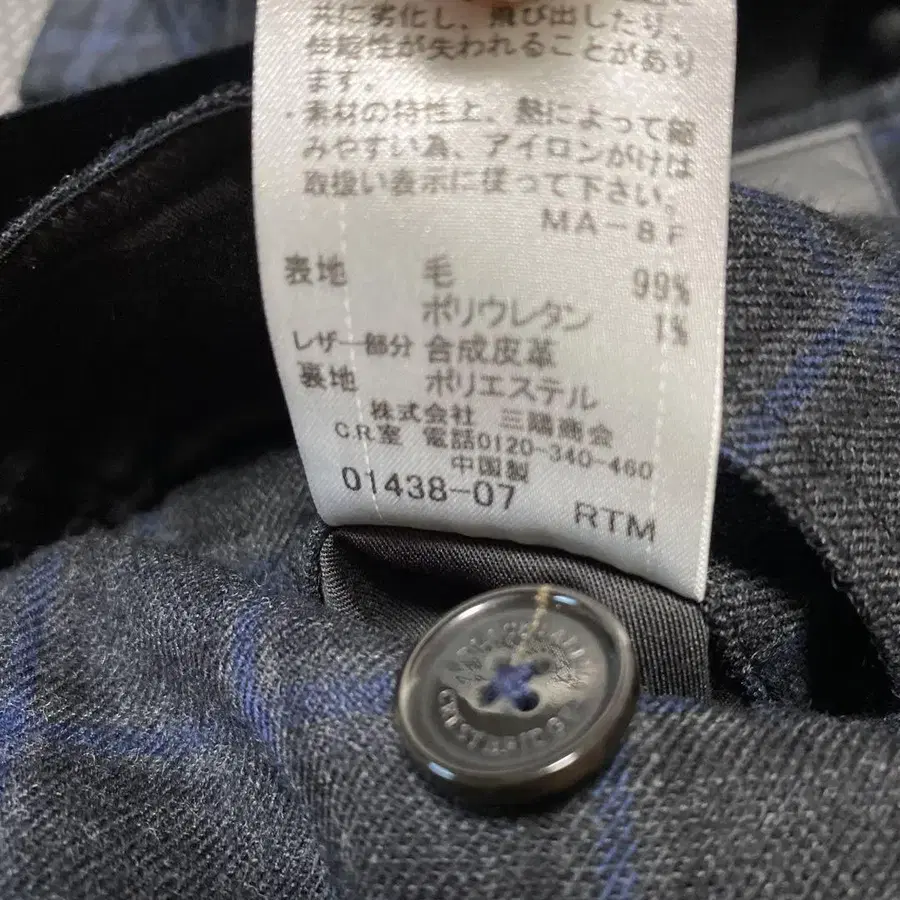 共に劣化し、飛び出したり、
伸縮性が失われることがあり
ます。
・素材の特性上、熱によって縮
みやすい為、アイロンがけは
取扱い表示に従って下さい。
MA-8F
表地 毛 99%
ポリウレタン 1%
レザー部分 合成皮革
裏地 ポリエステル
株式会社 三陽商会
C.R.室 電話0120-340-460
中国製
01438-07 RTM
CRESTBRIDGE